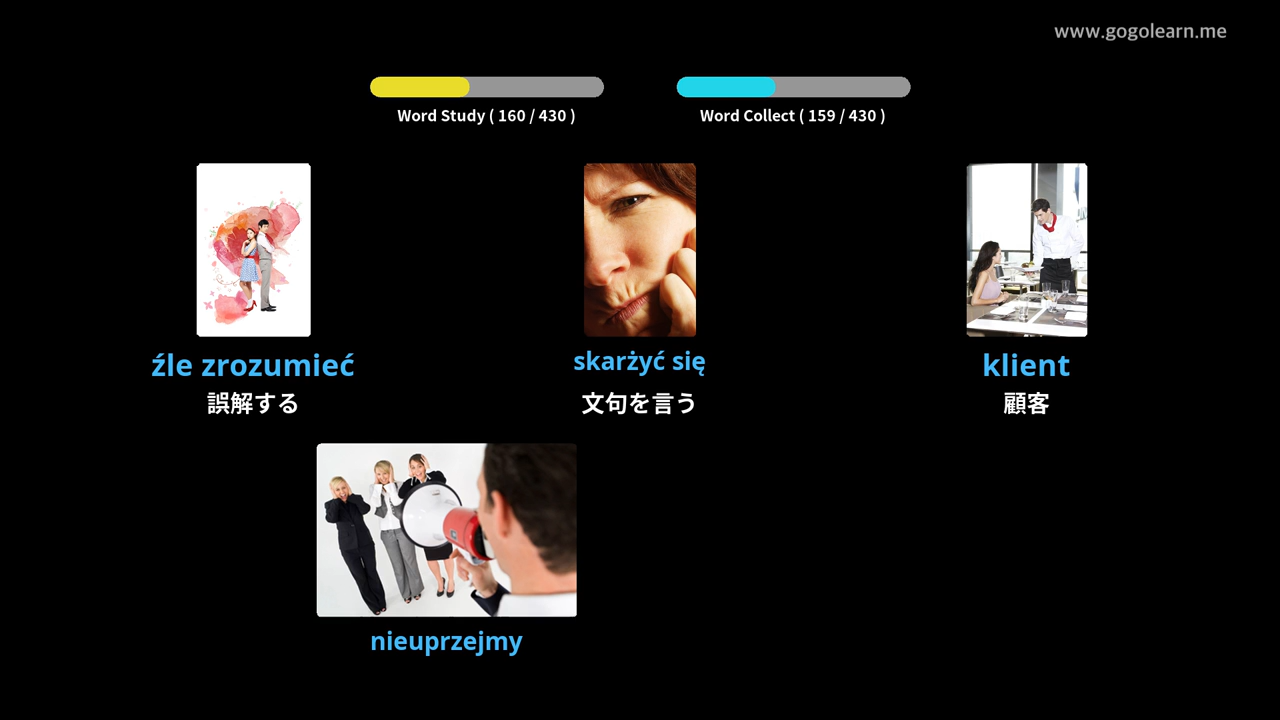 www.gogolearn.me
Word Study ( 160 / 430 )
Word Collect ( 159 / 430 )
źle zrozumieć
誤解する
skarżyć się
文句を言う
klient
顧客
nieuprzejmy